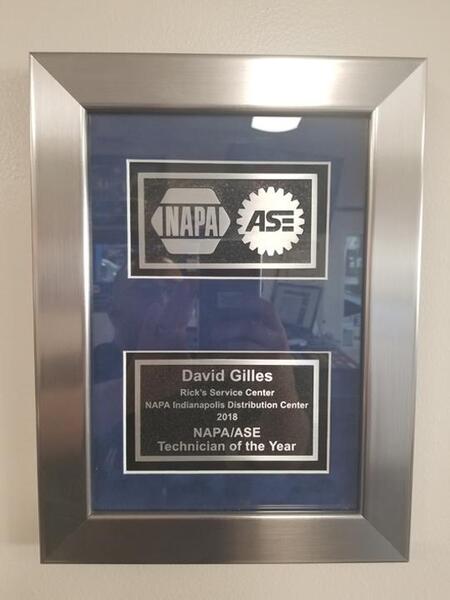 NAPA ASE
David Gilles
Rick's Service Center
NAPA Indianapolis Distribution Center
2018
NAPA/ASE
Technician of the Year